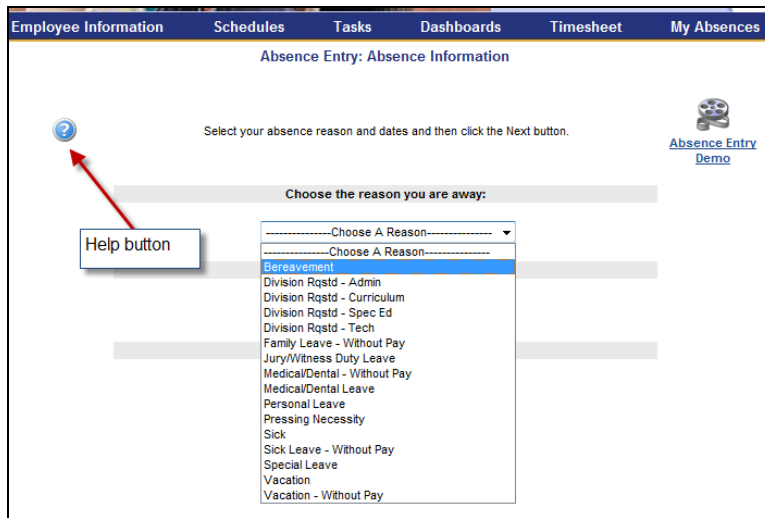 Employee Information Schedules Tasks Dashboards Timesheet My Absences
Absence Entry: Absence Information
Select your absence reason and dates and then click the Next button.
Absence Entry
Demo
Choose the reason you are away:
Help button
---------------Choose A Reason---------------
---------------Choose A Reason---------------
Bereavement
Division Rqstd - Admin
Division Rqstd - Curriculum
Division Rqstd - Spec Ed
Division Rqstd - Tech
Family Leave - Without Pay
Jury/Witness Duty Leave
Medical/Dental - Without Pay
Medical/Dental Leave
Personal Leave
Pressing Necessity
Sick
Sick Leave - Without Pay
Special Leave
Vacation
Vacation - Without Pay